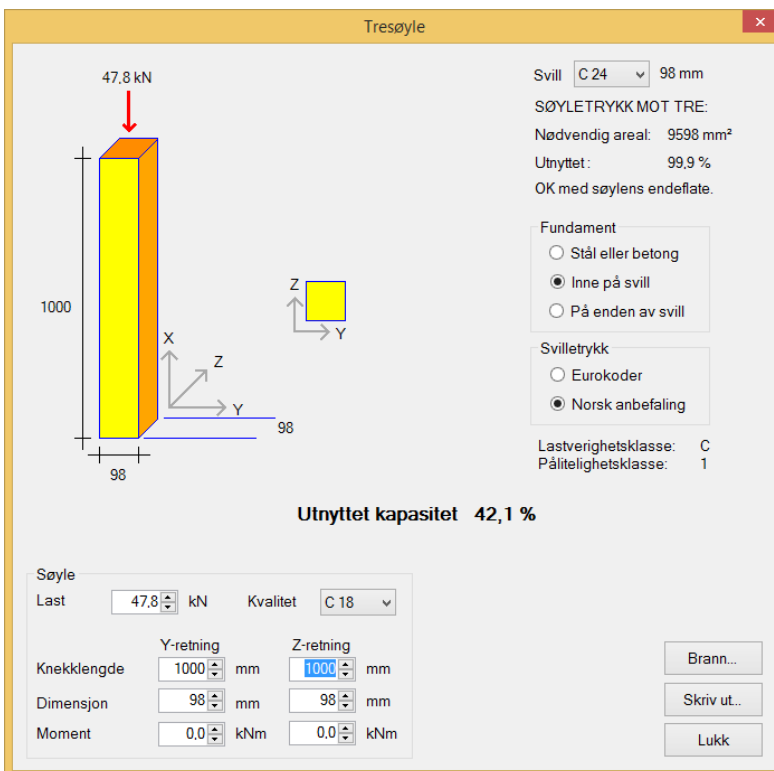 Tresøyle
47,8 kN
1000
X
Z
Y
98
98
Z
Y
Svill C 24 98 mm
SØYLETRYKK MOT TRE:
Nødvendig areal: 9598 mm²
Utnyttet : 99,9 %
OK med søylens endeflate.
Fundament
Stål eller betong
Inne på svill
På enden av svill
Svilletrykk
Eurokoder
Norsk anbefaling
Lastverighetsklasse: C
Pålitelighetsklasse: 1
Utnyttet kapasitet 42,1 %
Søyle
Last 47,8 kN Kvalitet C 18
Y-retning Z-retning
Knekklengde 1000 mm 1000 mm
Dimensjon 98 mm 98 mm
Moment 0,0 kNm 0,0 kNm
Brann...
Skriv ut...
Lukk